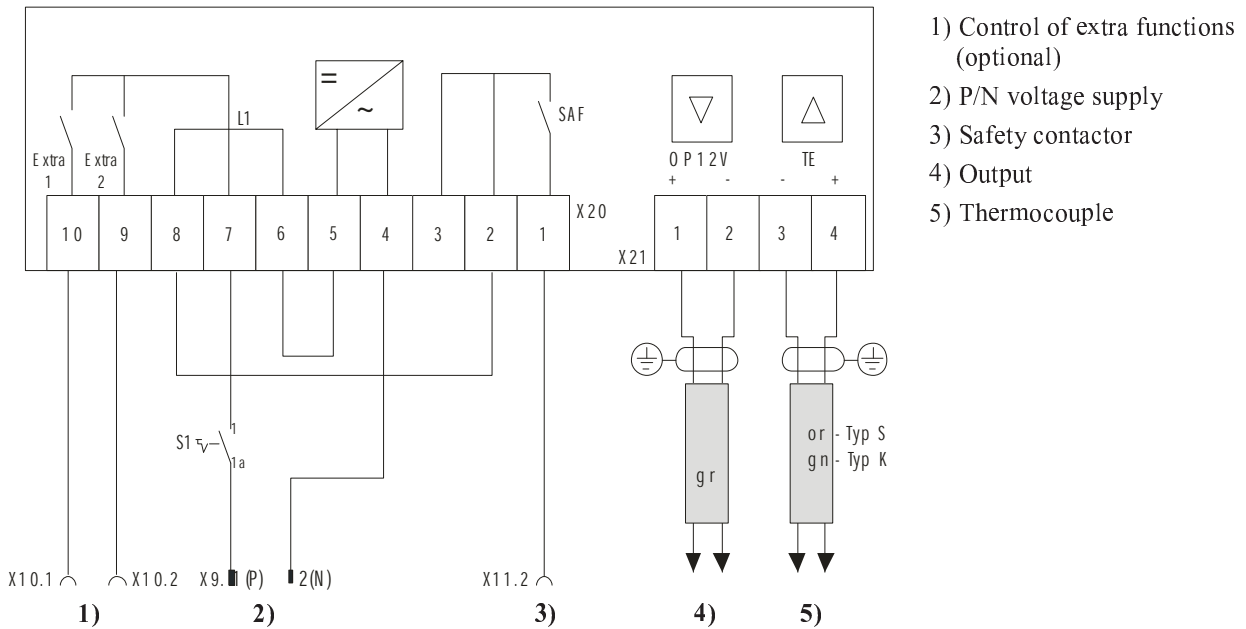 1) Control of extra functions
(optional)
2) P/N voltage supply
3) Safety contactor
4) Output
5) Thermocouple
=
~
L1
SAF
Extra
1
Extra
2
OP12V
TE
+ - - +
10 9 8 7 6 5 4 3 2 1
X20
X21
1 2 3 4
S1
1
1a
gr
or - Typ S
gn - Typ K
X10.1
X10.2
X9.1(P)
2(N)
X11.2
1) 2) 3) 4) 5)